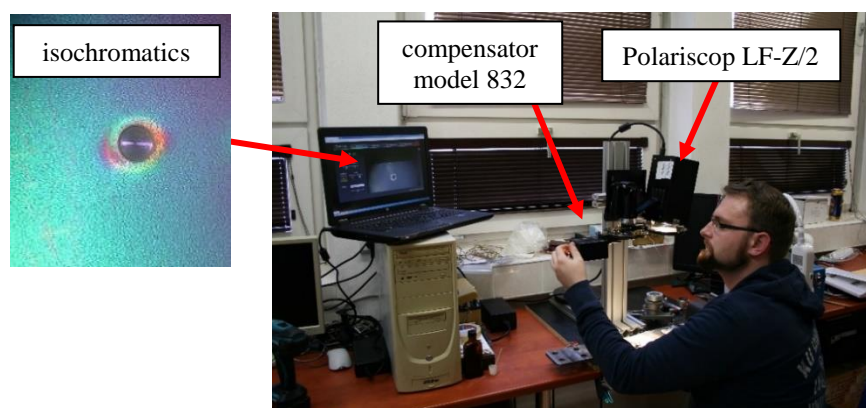 isochromatics
compensator
model 832
Polariscop LF-Z/2